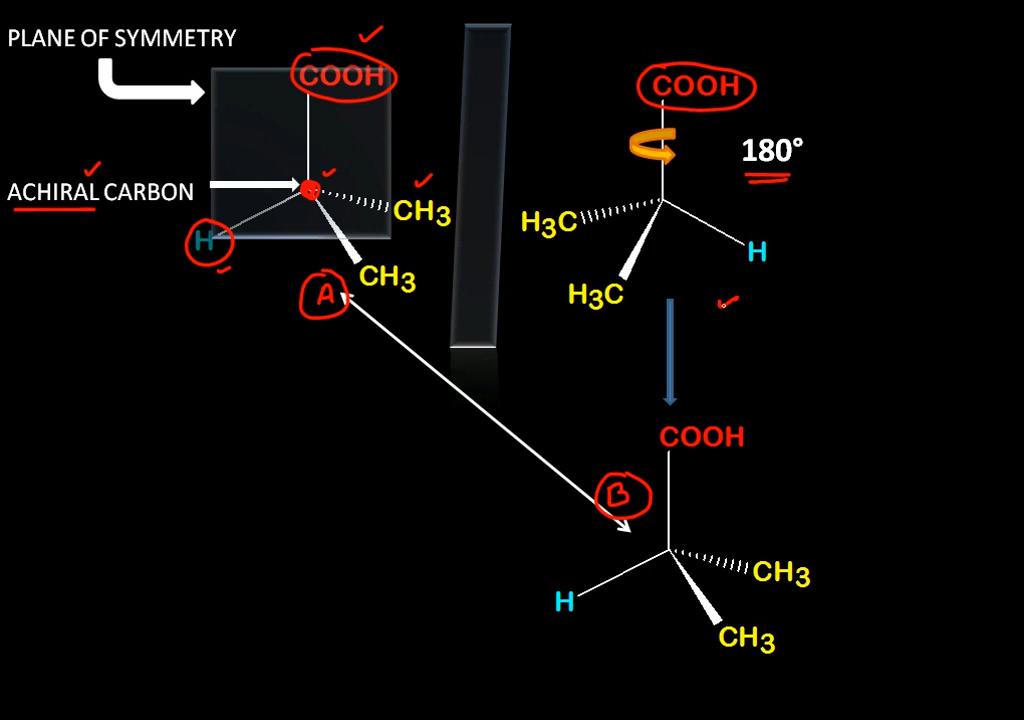 PLANE OF SYMMETRY
COOH
ACHIRAL CARBON
CH3
H
CH3
A
COOH
180°
H3C
H
H3C
COOH
B
H
CH3
CH3